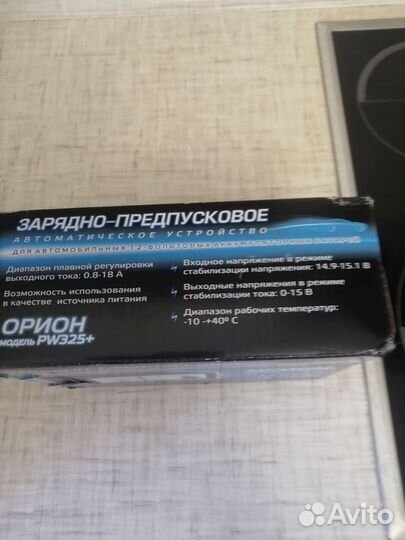 ЗАРЯДНО-ПРЕДПУСКОВОЕ
АВТОМАТИЧЕСКОЕ УСТРОЙСТВО
ДЛЯ АВТОМОБИЛЬНЫХ 12-ВОЛЬТОВЫХ АККУМУЛЯТОРНЫХ БАТАРЕЙ
Диапазон плавной регулировки
выходного тока: 0.8-18 А
Возможность использования
в качестве источника питания
ОРИОН
МОДЕЛЬ PW325+
Входное напряжение в режиме
стабилизации напряжения: 14.9-15.1 В
Выходные напряжения в режиме
стабилизации тока: 0-15 В
Диапазон рабочих температур:
-10 -+40º С
Avito